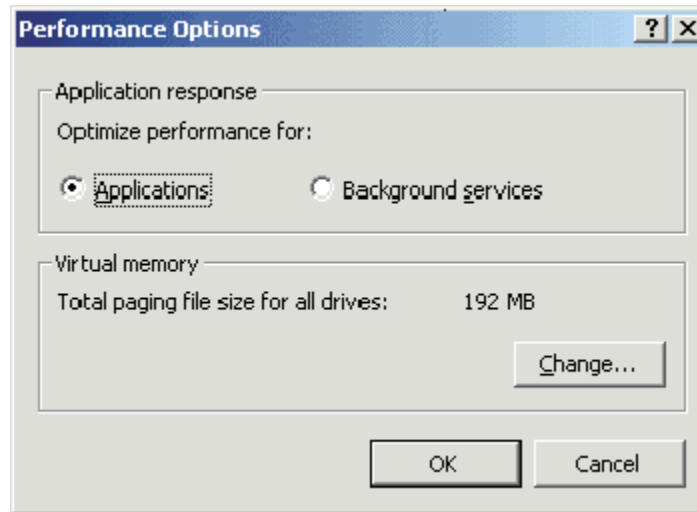 Performance Options
Application response
Optimize performance for:
Applications Background services
Virtual memory
Total paging file size for all drives: 192 MB
Change...
OK Cancel